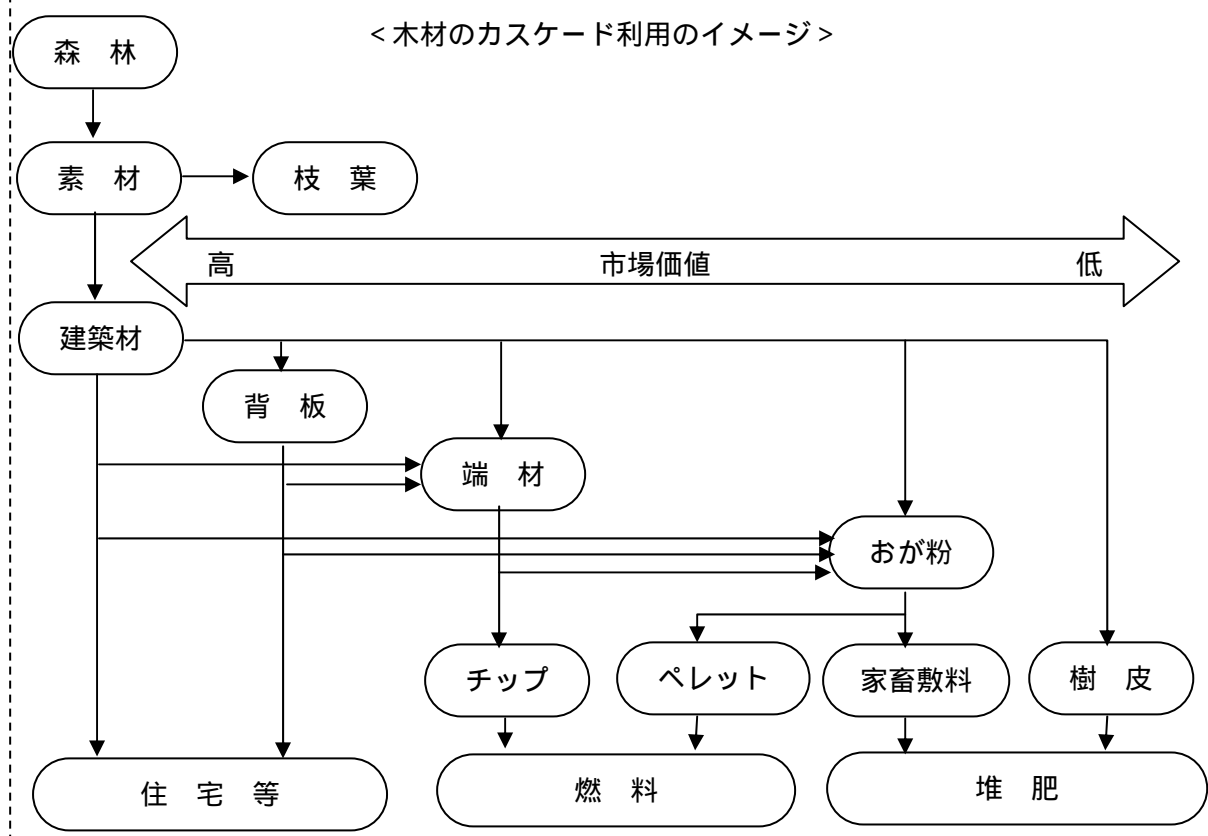 <木材のカスケード利用のイメージ>
森　林
素　材
枝　葉
高
市場価値
低
建築材
背　板
端　材
おが粉
チップ
ペレット
家畜敷料
樹　皮
住　宅　等
燃　料
堆　肥